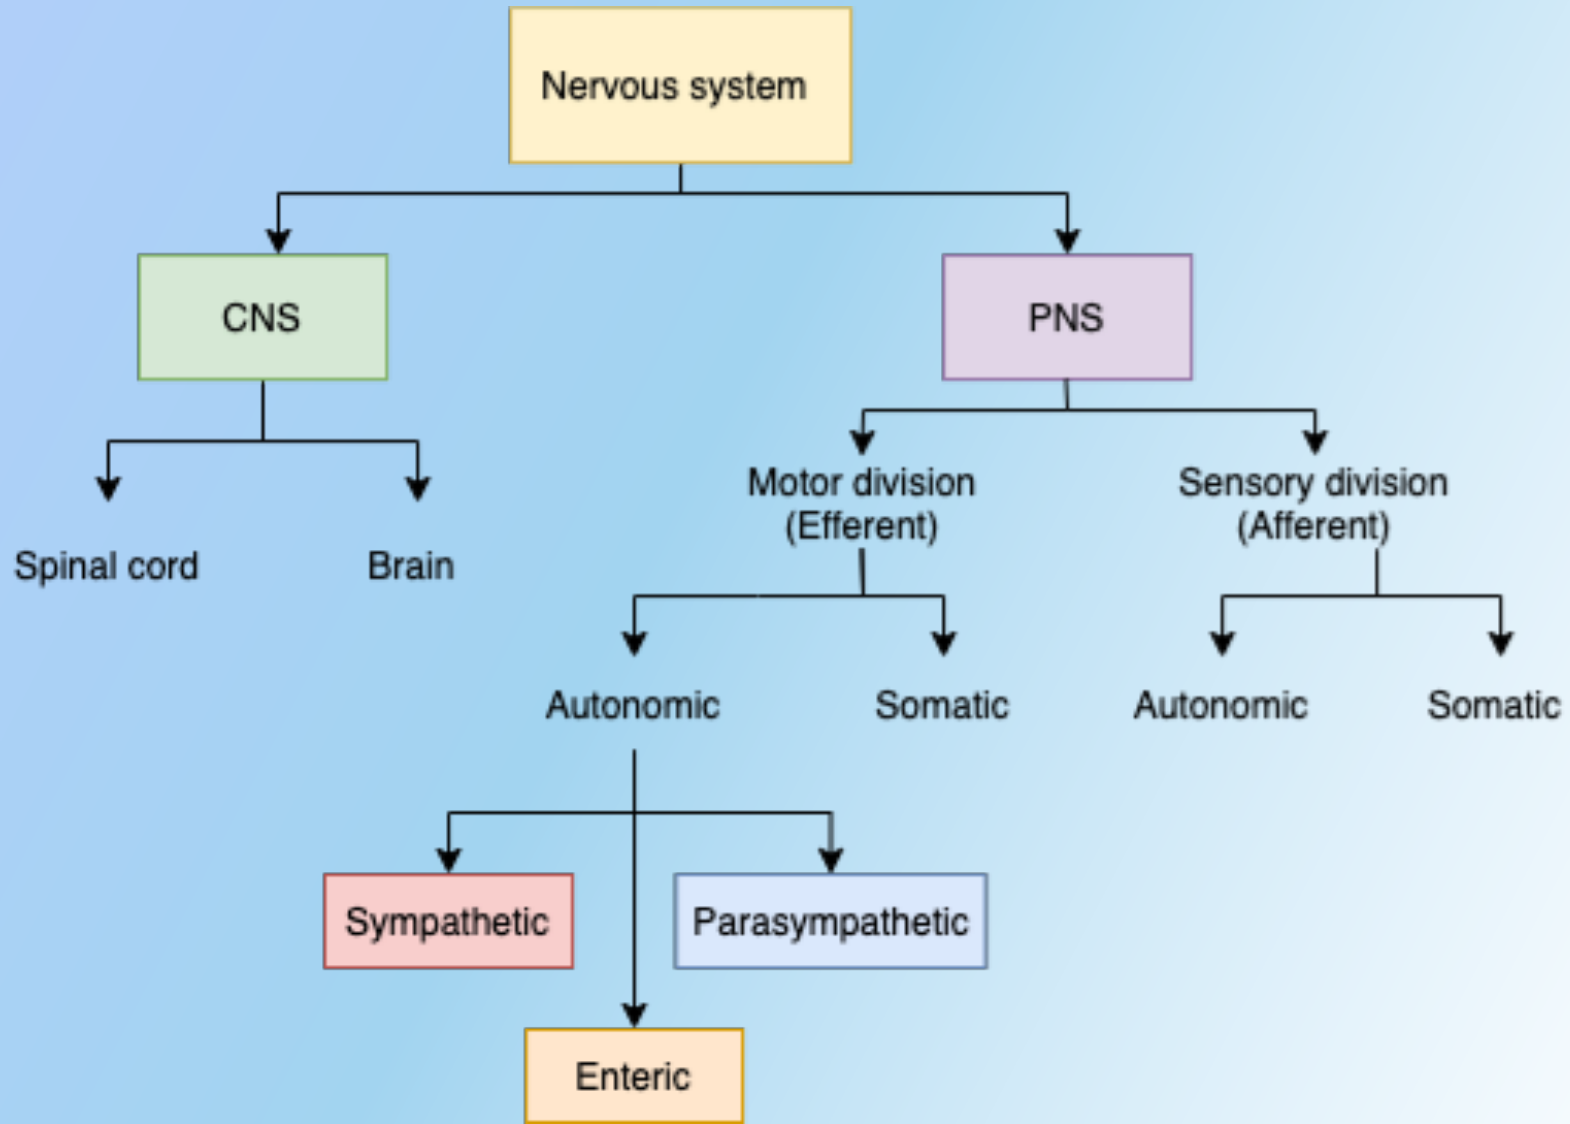 Nervous system
CNS
PNS
Motor division
(Efferent)
Sensory division
(Afferent)
Spinal cord
Brain
Autonomic
Somatic
Autonomic
Somatic
Sympathetic
Parasympathetic
Enteric